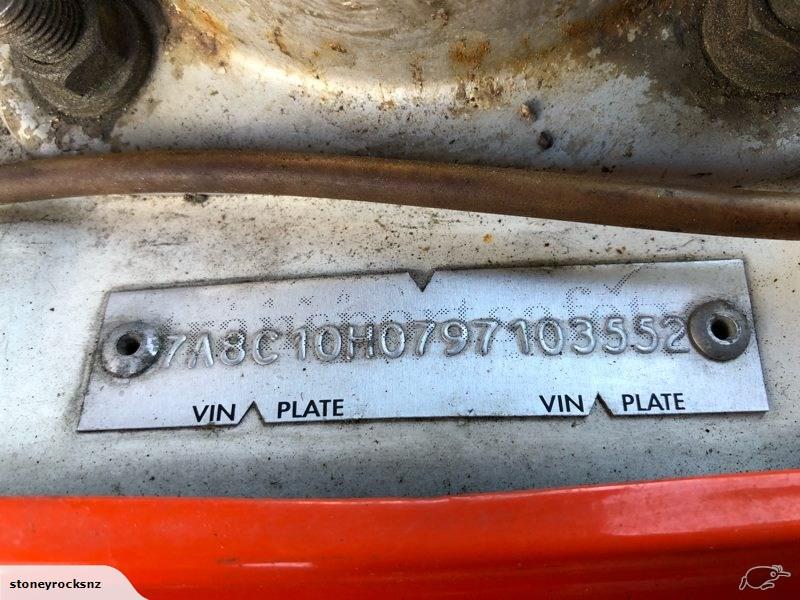 7A8C10H0797103552
VIN PLATE VIN PLATE
stoneyrocksnz